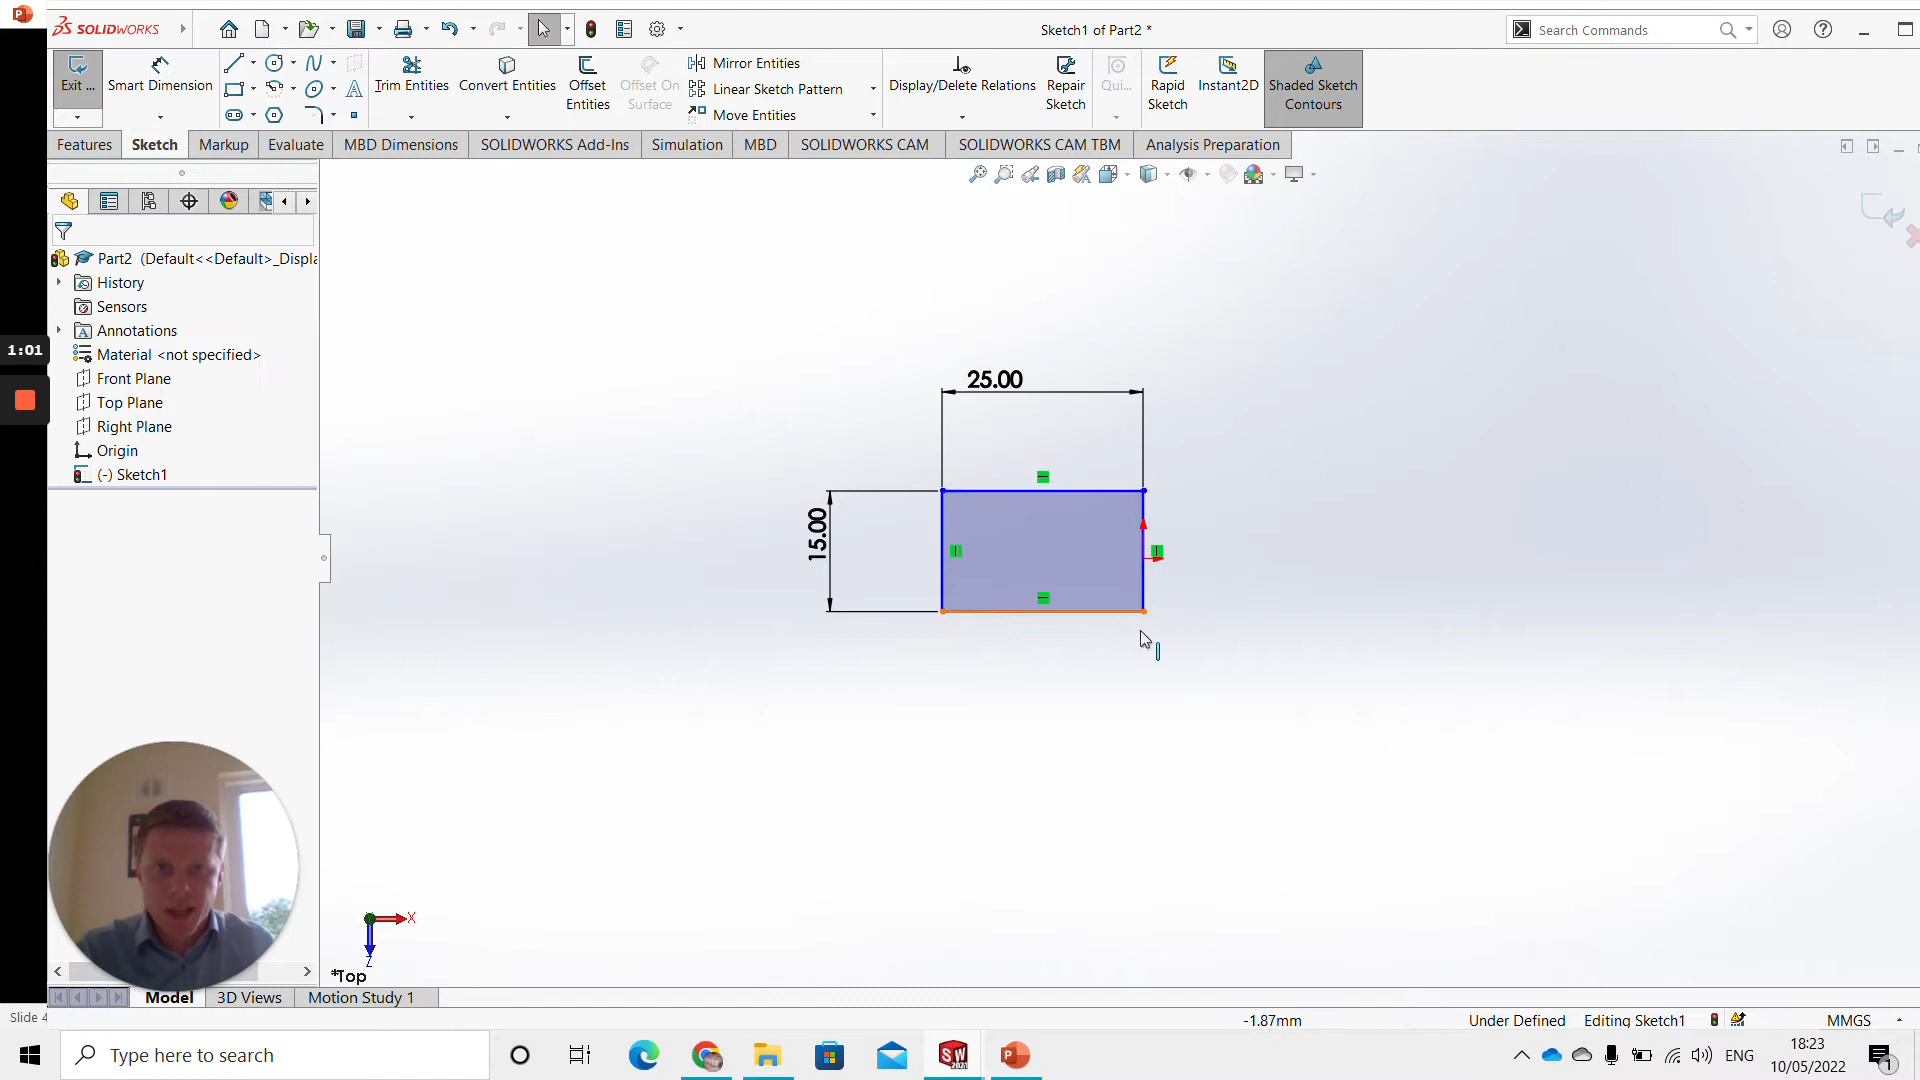 SOLIDWORKS
Sketch1 of Part2 *
Search Commands
Exit ...
Smart Dimension
Trim Entities
Convert Entities
Offset Entities
Offset On Surface
Mirror Entities
Linear Sketch Pattern
Move Entities
Display/Delete Relations
Repair Sketch
Qui...
Rapid Sketch
Instant2D
Shaded Sketch Contours
Features
Sketch
Markup
Evaluate
MBD Dimensions
SOLIDWORKS Add-Ins
Simulation
MBD
SOLIDWORKS CAM
SOLIDWORKS CAM TBM
Analysis Preparation
Part2 (Default<<Default>_Displa
History
Sensors
Annotations
Material <not specified>
Front Plane
Top Plane
Right Plane
Origin
(-) Sketch1
1:01
25.00
15.00
X
Z
*Top
Model
3D Views
Motion Study 1
Slide 4
-1.87mm
Under Defined
Editing Sketch1
MMGS
Type here to search
SW
2021
ENG
18:23
10/05/2022
1